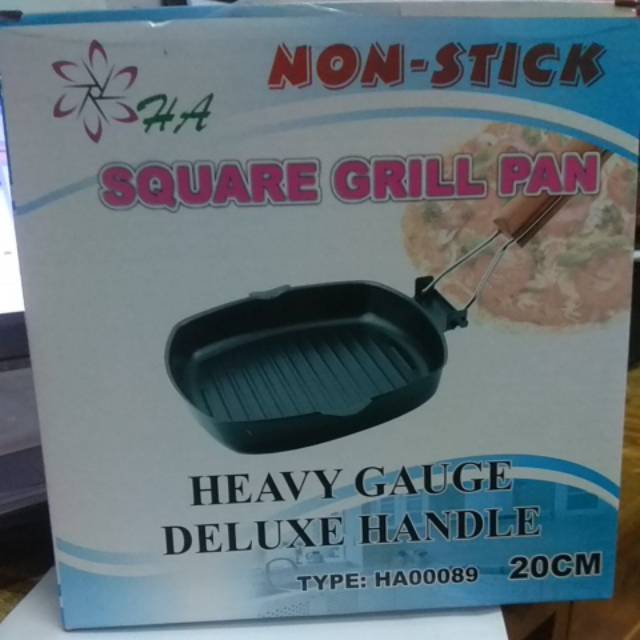 NON-STICK
HA
SQUARE GRILL PAN
HEAVY GAUGE
DELUXE HANDLE
TYPE: HA00089 20CM